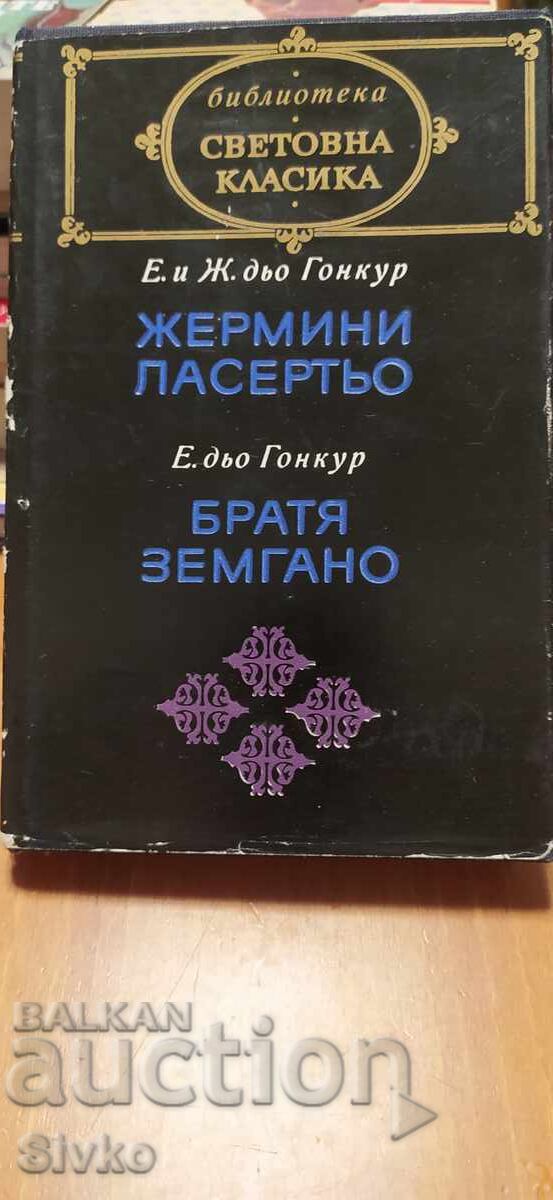 библиотека
СВЕТОВНА
КЛАСИКА
Е. и Ж. дьо Гонкур
ЖЕРМИНИ
ЛАСЕРТЬО
Е. дьо Гонкур
БРАТЯ
ЗЕМГАНО
BALKAN
auction
Sivko